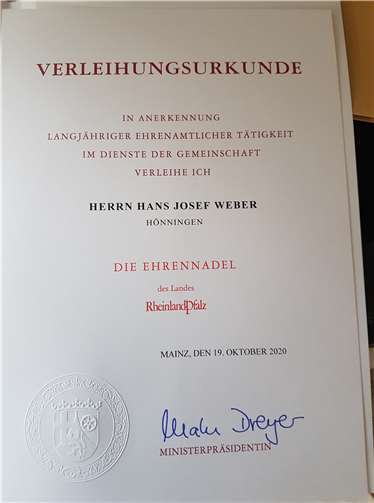 VERLEIHUNGSURKUNDE
IN ANERKENNUNG
LANGJÄHRIGER EHRENAMTLICHER TÄTIGKEIT
IM DIENSTE DER GEMEINSCHAFT
VERLEIHE ICH
HERRN HANS JOSEF WEBER
HÖNNINGEN
DIE EHRENNADEL
des Landes
RheinlandPfalz
MAINZ, DEN 19. OKTOBER 2020
Malu Dreyer
MINISTERPRÄSIDENTIN